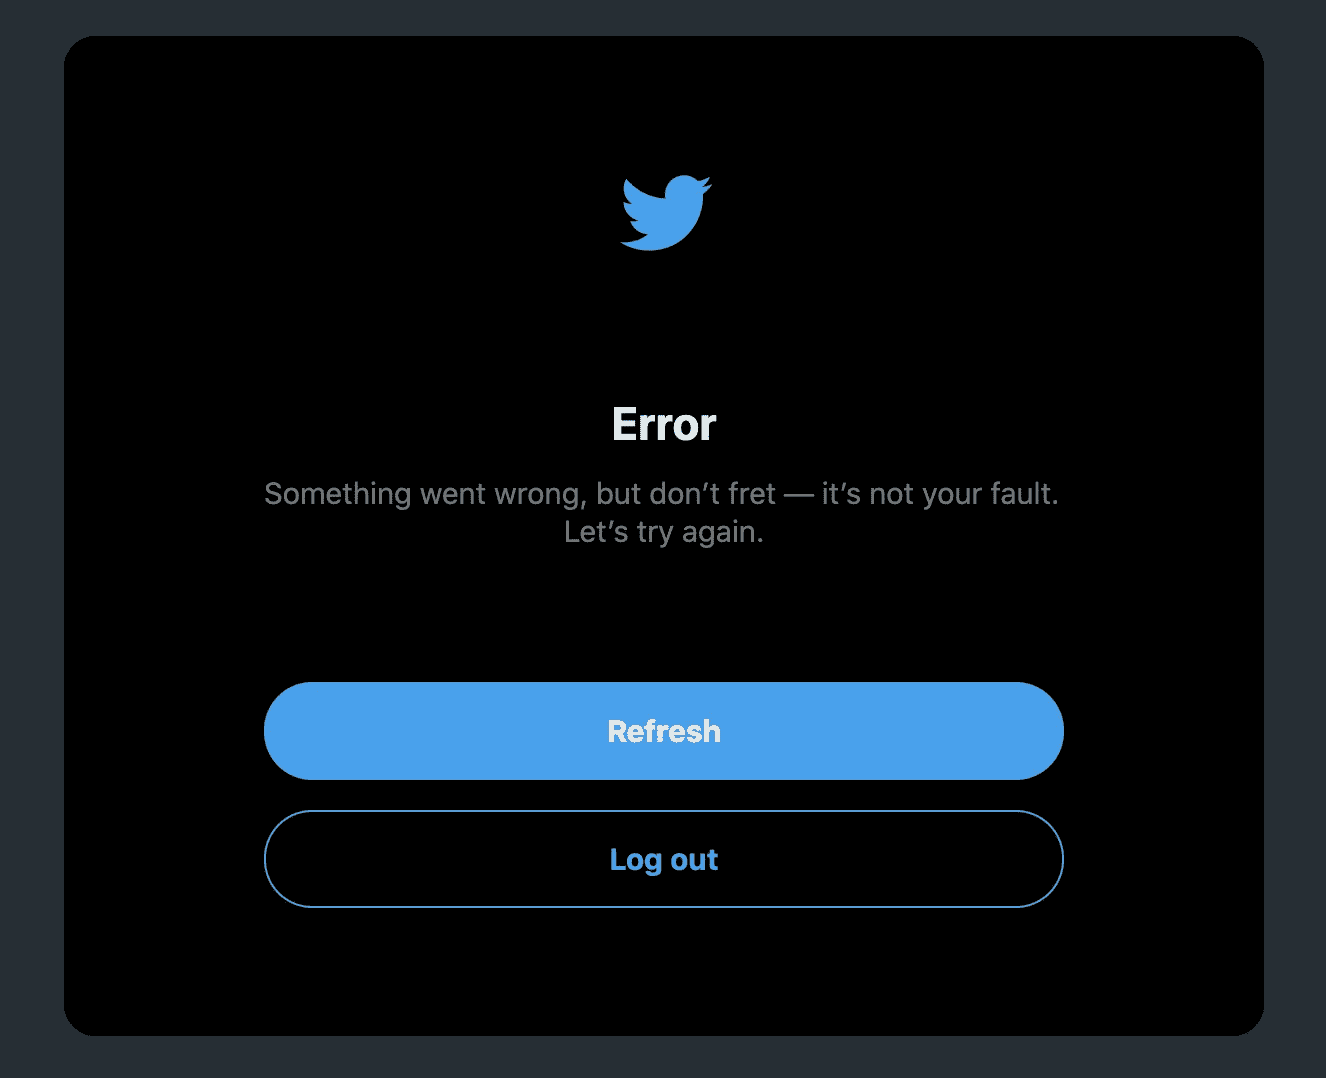 Error
Something went wrong, but don’t fret — it’s not your fault.
Let’s try again.
Refresh
Log out